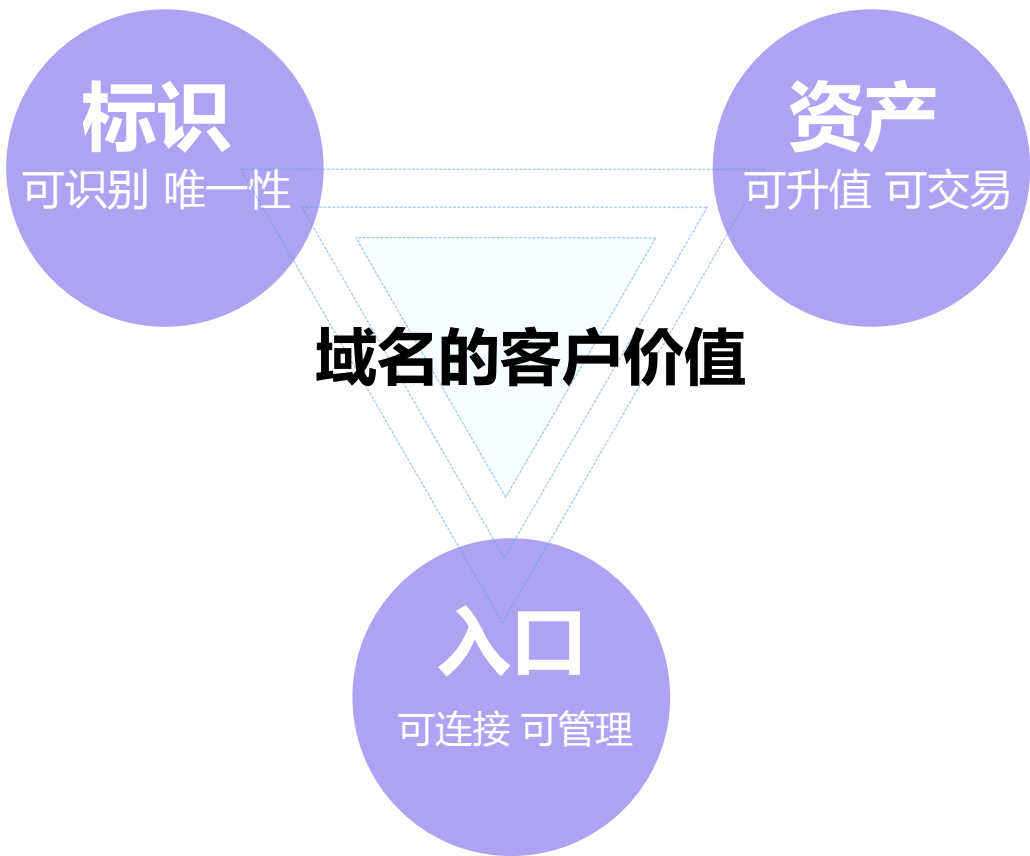 标识
可识别 唯一性
资产
可升值 可交易
域名的客户价值
入口
可连接 可管理